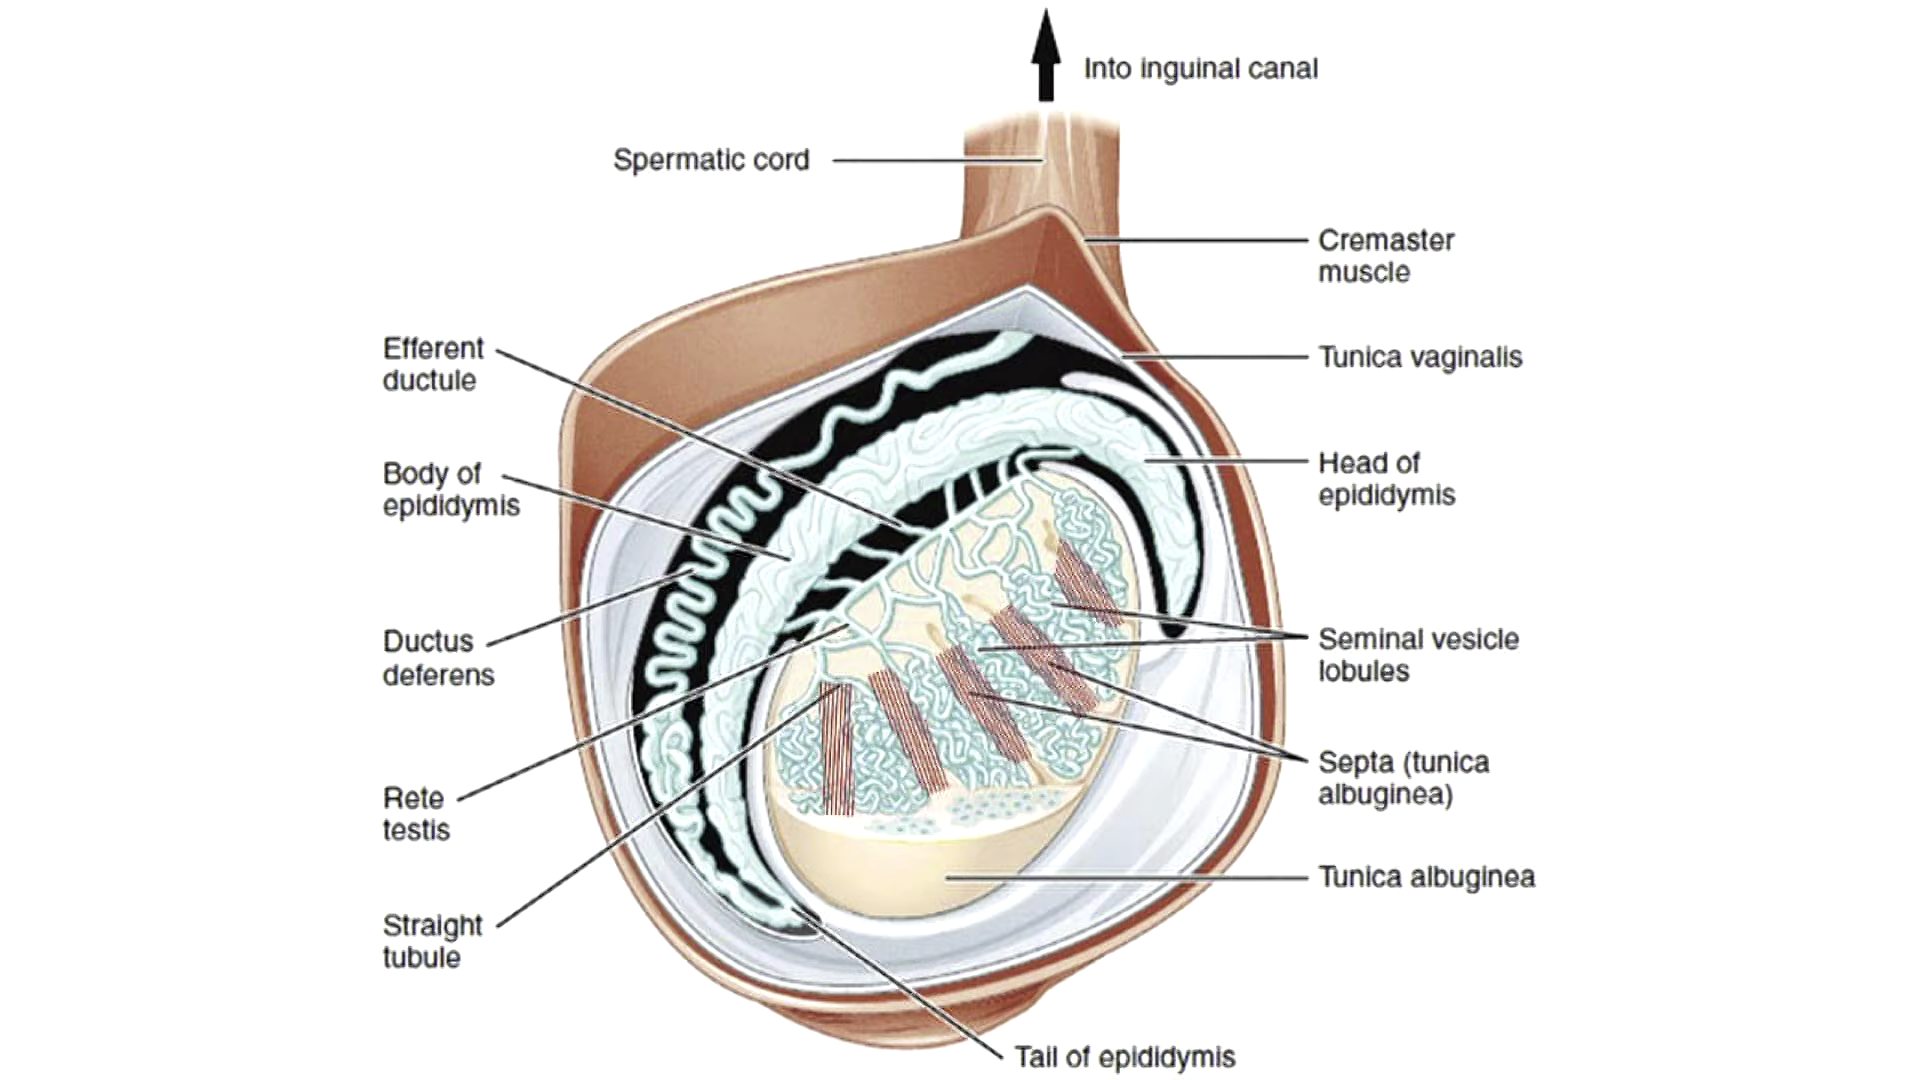 Into inguinal canal
Spermatic cord
Cremaster
muscle
Efferent
ductule
Tunica vaginalis
Body of
epididymis
Head of
epididymis
Ductus
deferens
Seminal vesicle
lobules
Septa (tunica
albuginea)
Rete
testis
Tunica albuginea
Straight
tubule
Tail of epididymis